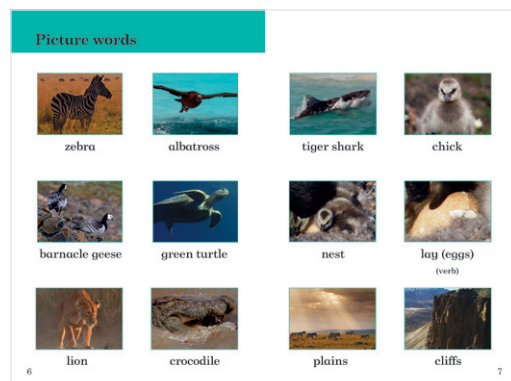 Picture words
zebra
albatross
tiger shark
chick
barnacle geese
green turtle
nest
lay (eggs)
(verb)
lion
crocodile
plains
cliffs
6
7